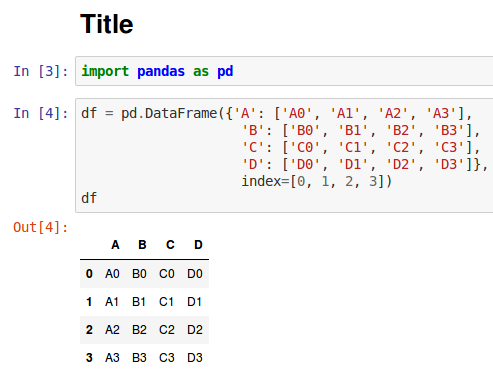 Title
In [3]: import pandas as pd
In [4]: df = pd.DataFrame({'A': ['A0', 'A1', 'A2', 'A3'],
'B': ['B0', 'B1', 'B2', 'B3'],
'C': ['C0', 'C1', 'C2', 'C3'],
'D': ['D0', 'D1', 'D2', 'D3']},
index=[0, 1, 2, 3])
df
Out[4]:
A B C D
0 A0 B0 C0 D0
1 A1 B1 C1 D1
2 A2 B2 C2 D2
3 A3 B3 C3 D3